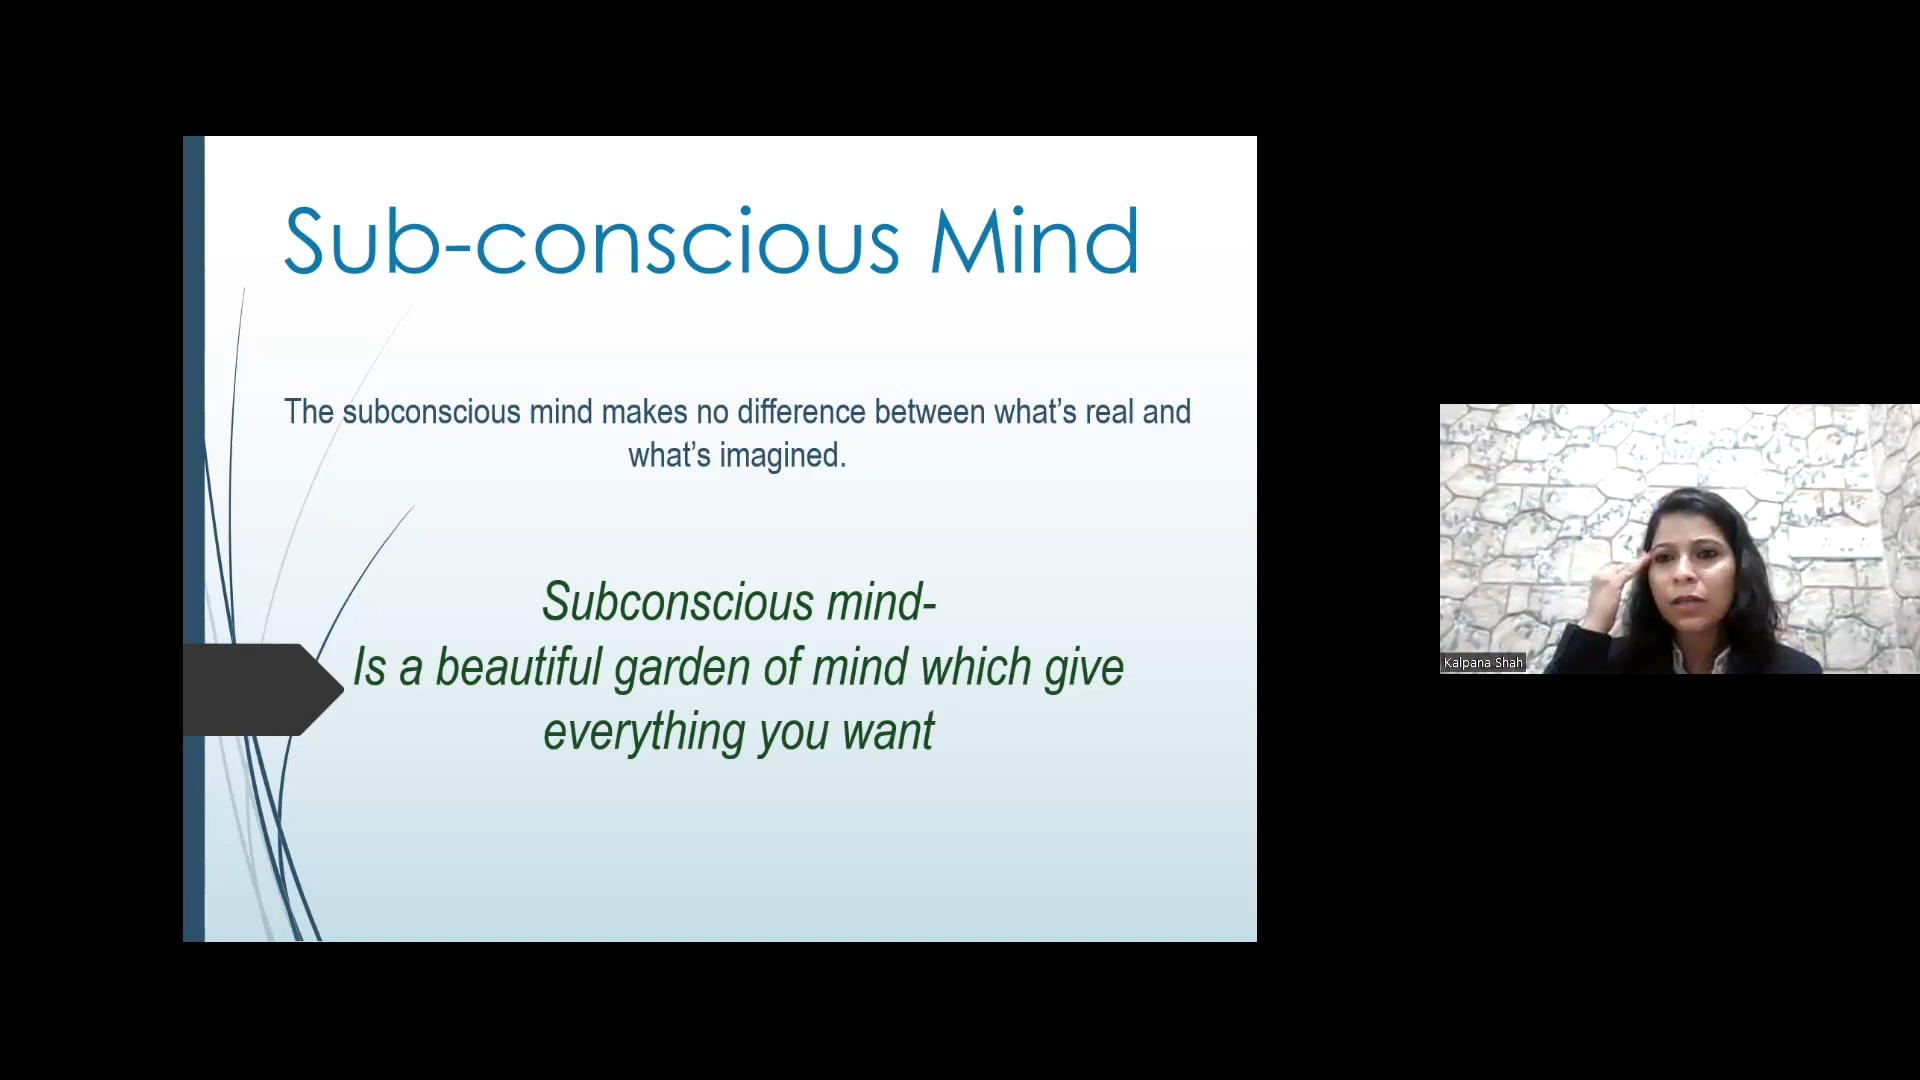 Sub-conscious Mind
The subconscious mind makes no difference between what’s real and
what’s imagined.
Subconscious mind-
Is a beautiful garden of mind which give
everything you want
Kalpana Shah